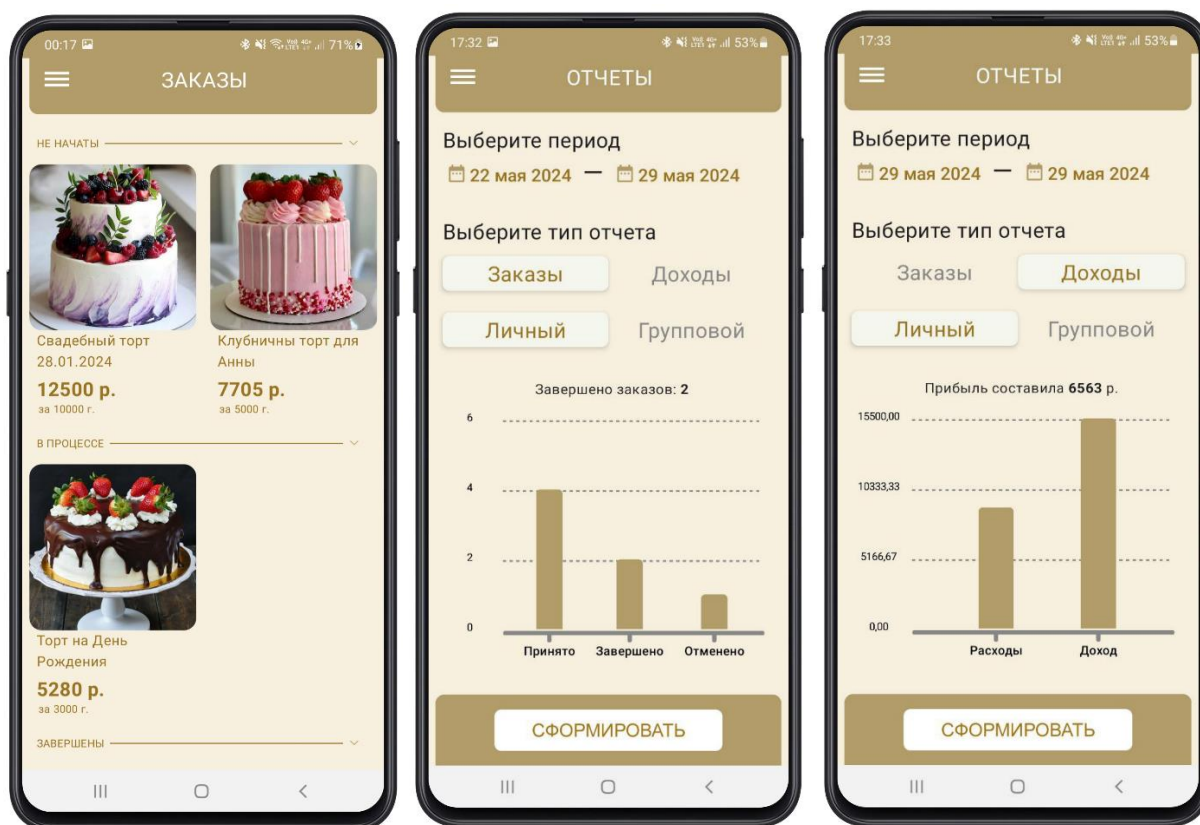 00:17
71%
ЗАКАЗЫ
НЕ НАЧАТЫ
Свадебный торт
28.01.2024
12500 р.
за 10000 г.
Клубничны торт для
Анны
7705 р.
за 5000 г.
В ПРОЦЕССЕ
Торт на День
Рождения
5280 р.
за 3000 г.
ЗАВЕРШЕНЫ
17:32
53%
ОТЧЕТЫ
Выберите период
22 мая 2024 — 29 мая 2024
Выберите тип отчета
Заказы Доходы
Личный Групповой
Завершено заказов: 2
6
4
2
0
Принято Завершено Отменено
СФОРМИРОВАТЬ
17:33
53%
ОТЧЕТЫ
Выберите период
29 мая 2024 — 29 мая 2024
Выберите тип отчета
Заказы Доходы
Личный Групповой
Прибыль составила 6563 р.
15500,00
10333,33
5166,67
0,00
Расходы Доход
СФОРМИРОВАТЬ